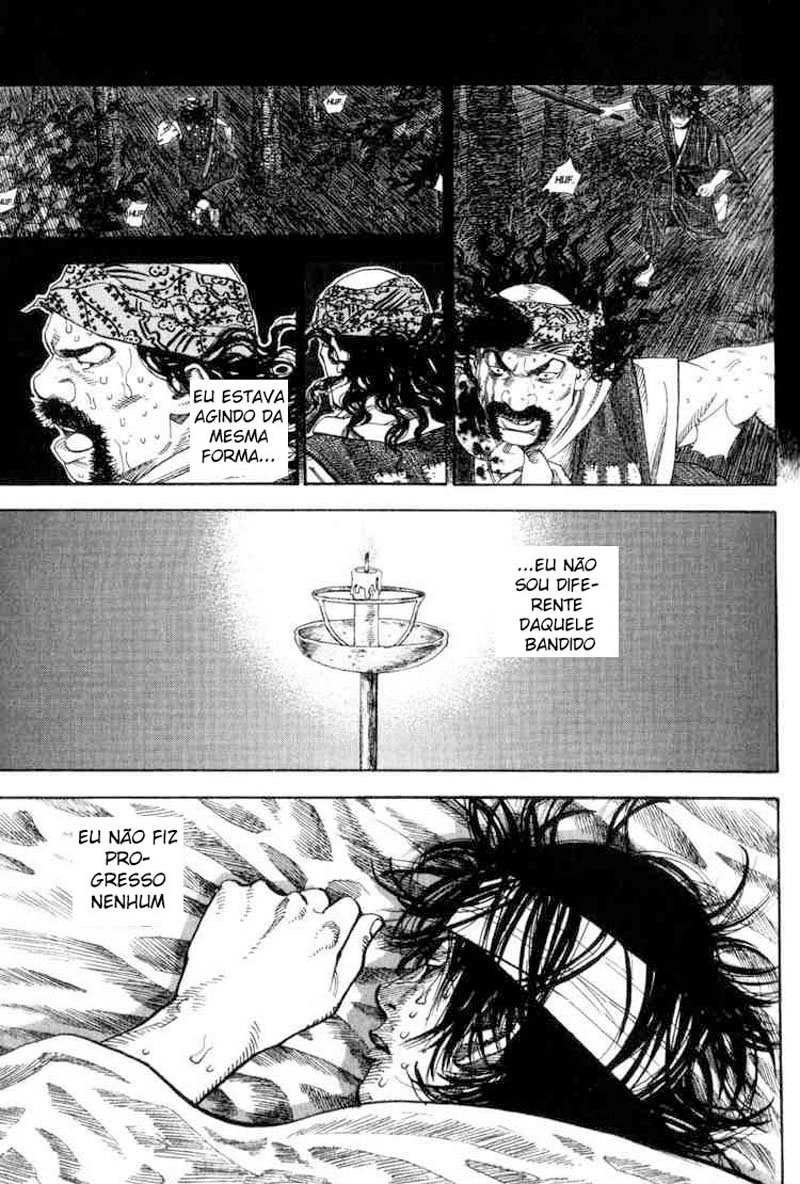 HUF.
HUF.
HUF.
HUF.
EU ESTAVA
AGINDO DA
MESMA
FORMA...
...EU NÃO
SOU DIFE-
RENTE
DAQUELE
BANDIDO
EU NÃO FIZ
PRO-
GRESSO
NENHUM